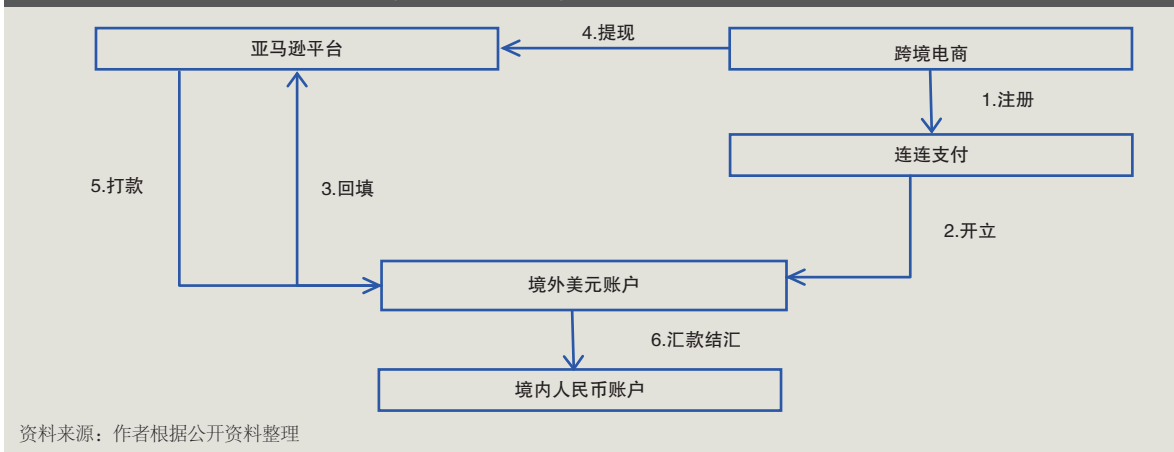 4.提现
亚马逊平台
跨境电商
1.注册
连连支付
5.打款
3.回填
2.开立
境外美元账户
6.汇款结汇
境内人民币账户
资料来源：作者根据公开资料整理